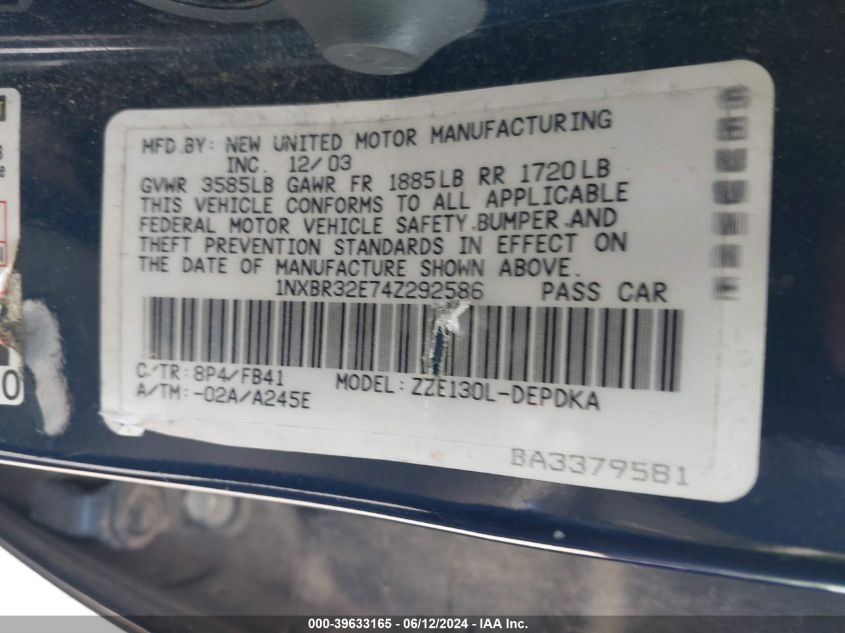 MFD.BY: NEW UNITED MOTOR MANUFACTURING
INC. 12/03
GVWR 3585LB GAWR FR 1885LB RR 1720LB
THIS VEHICLE CONFORMS TO ALL APPLICABLE
FEDERAL MOTOR VEHICLE SAFETY,BUMPER,AND
THEFT PREVENTION STANDARDS IN EFFECT ON
THE DATE OF MANUFACTURE SHOWN ABOVE.
1NXBR32E74Z292586 PASS CAR
C/TR: 8P4/FB41
A/TM:-02A/A245E
MODEL: ZZE130L-DEPDKA
BA3379581
000-39633165 - 06/12/2024 - IAA Inc.